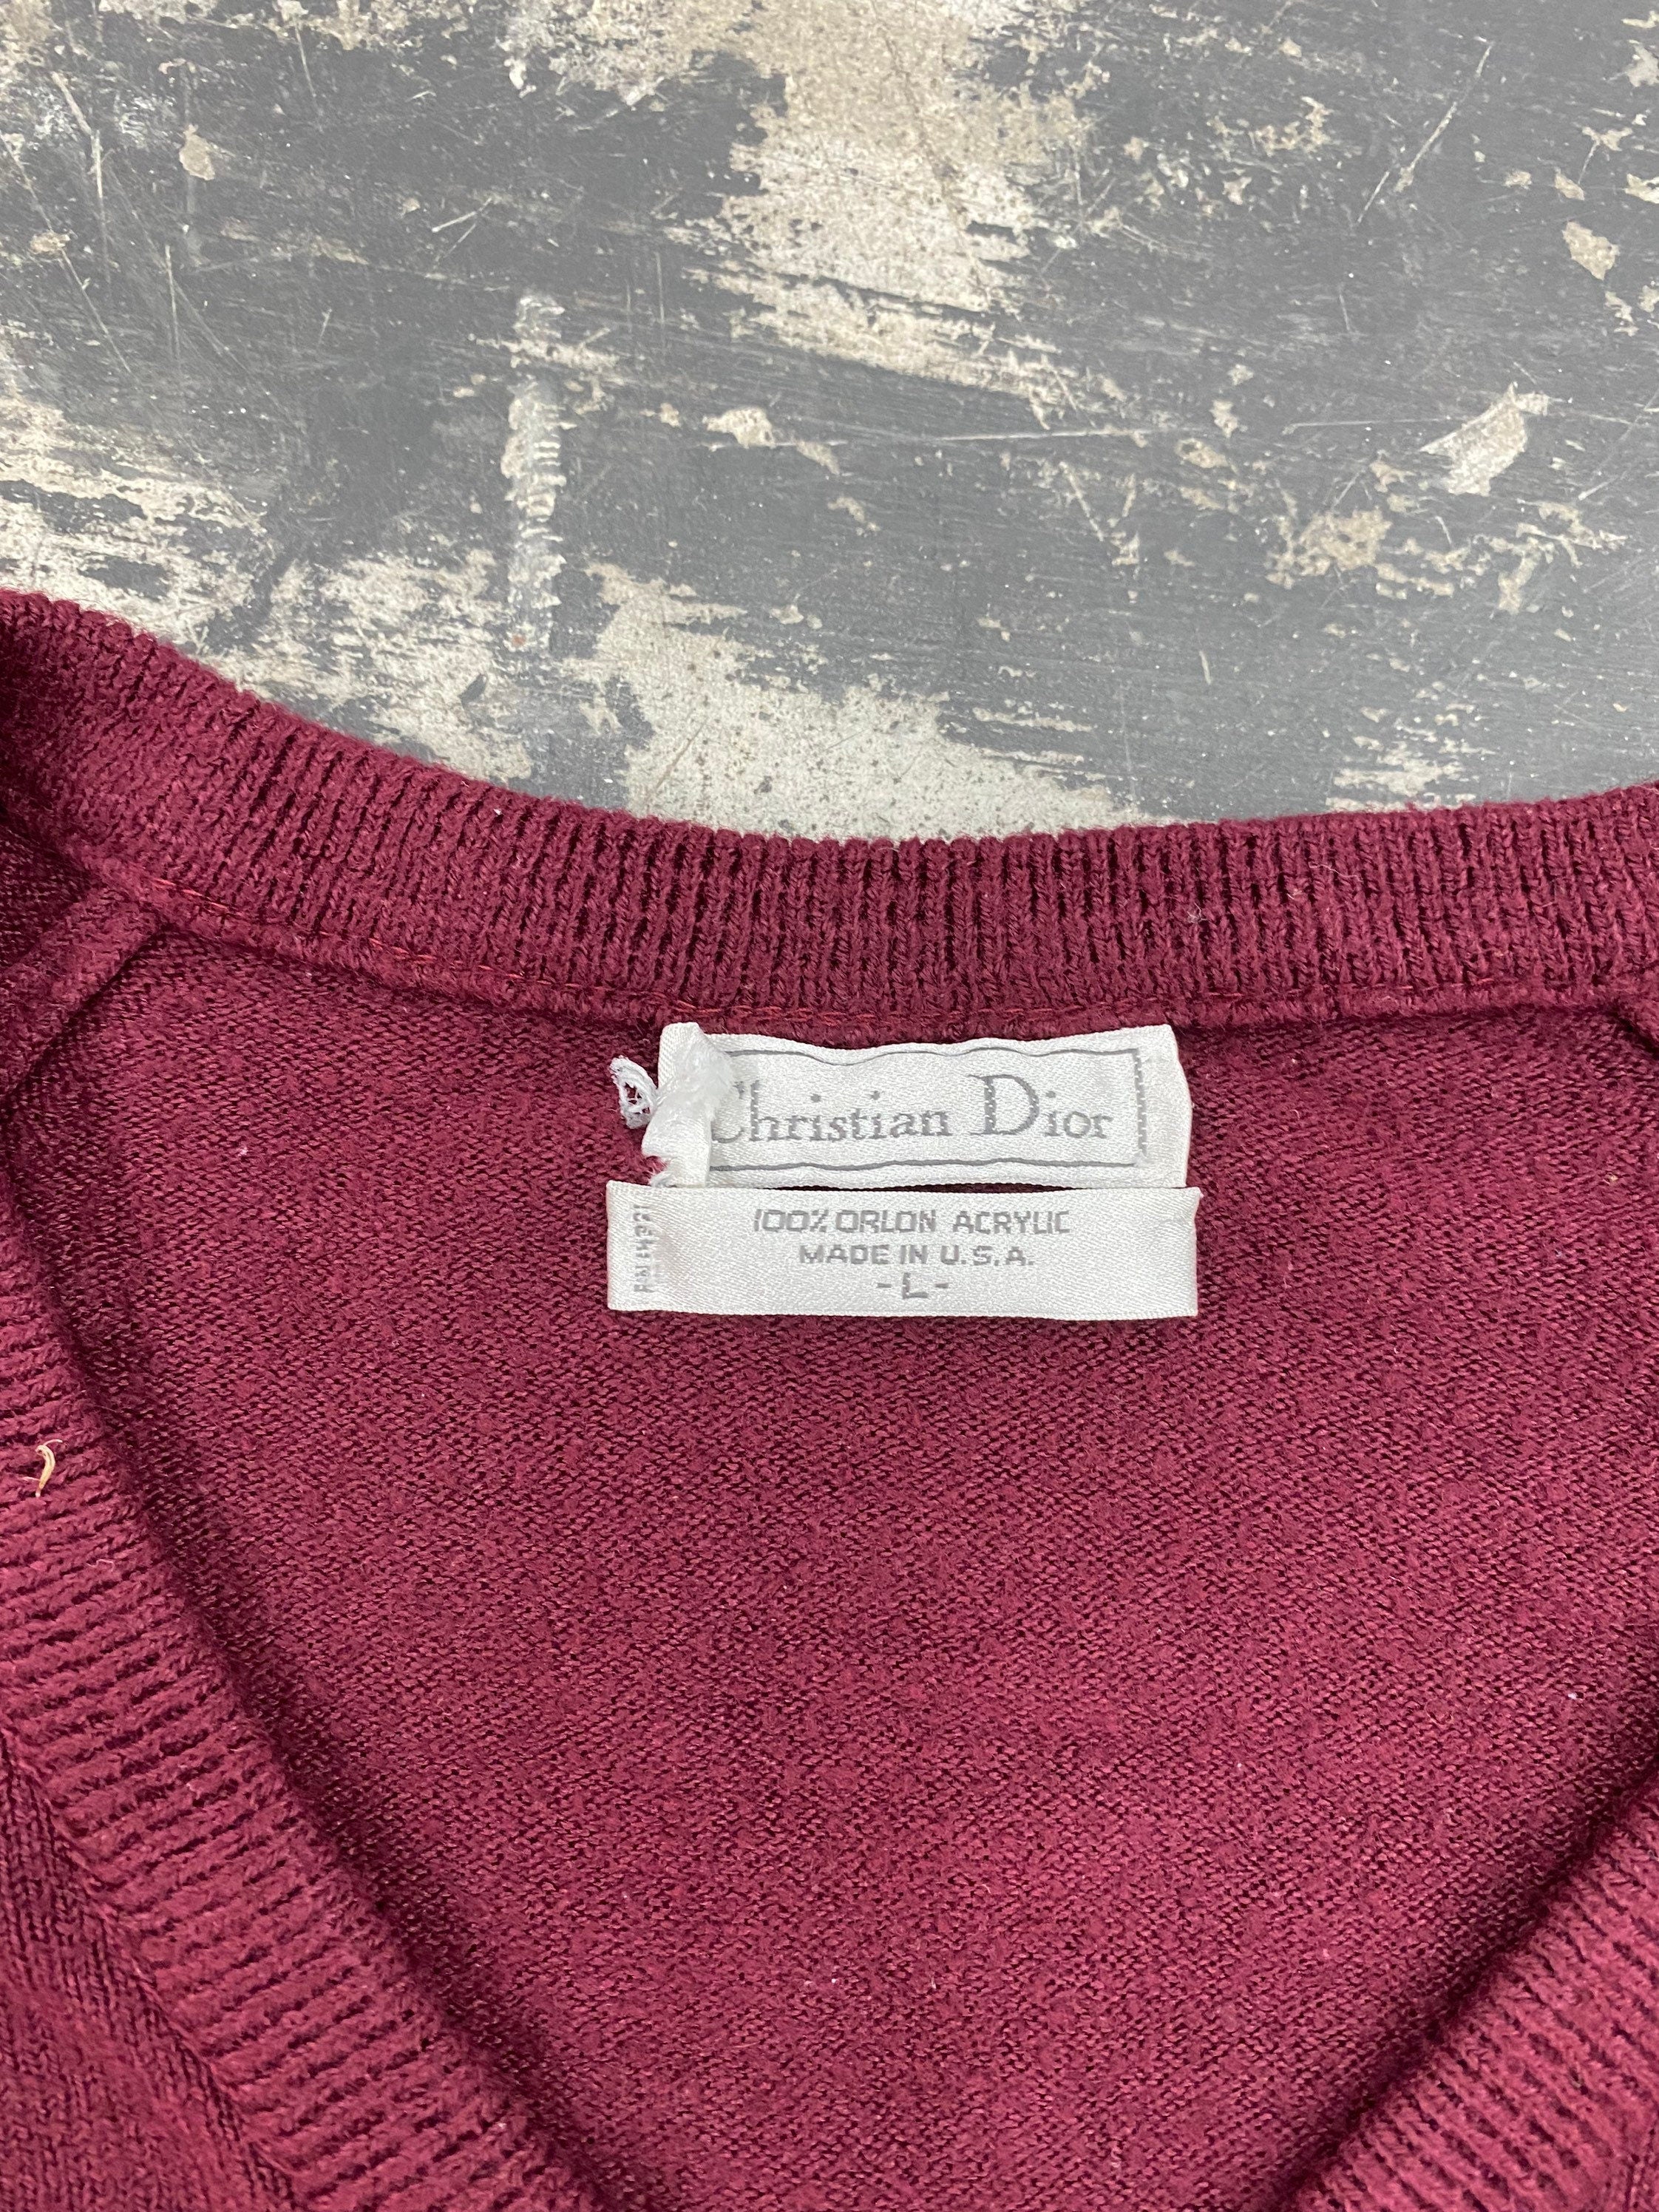 Christian Dior
100% ORLON ACRYLIC
MADE IN U.S.A.
-L-